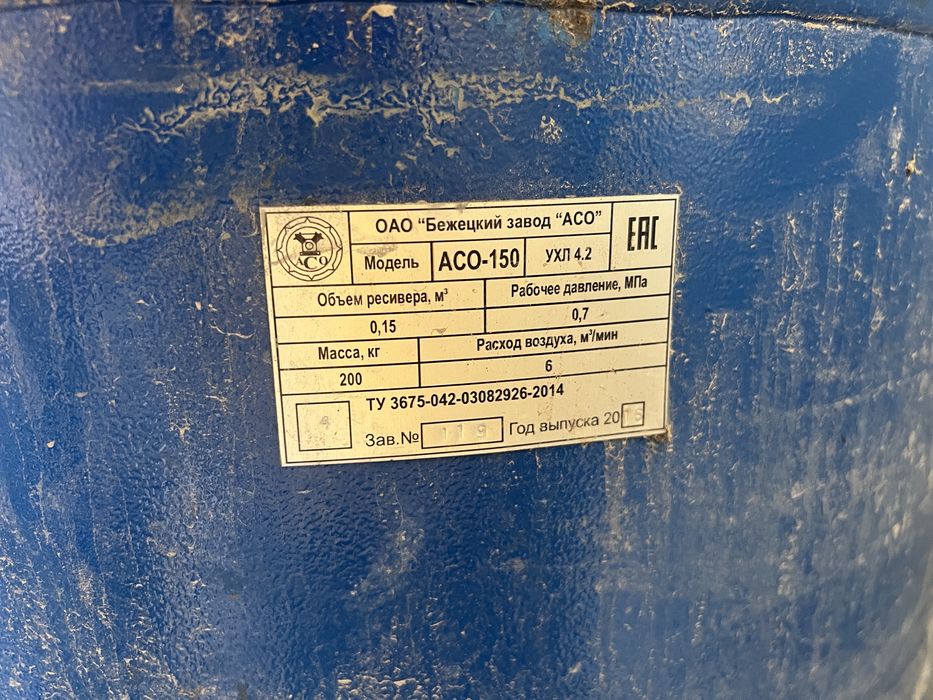 АСО
ОАО "Бежецкий завод "АСО"
Модель АСО-150 УХЛ 4.2
ЕАС
Объем ресивера, м³ Рабочее давление, МПа
0,15 0,7
Масса, кг Расход воздуха, м³/мин
200 6
ТУ 3675-042-03082926-2014
Зав.№ 119 Год выпуска 20